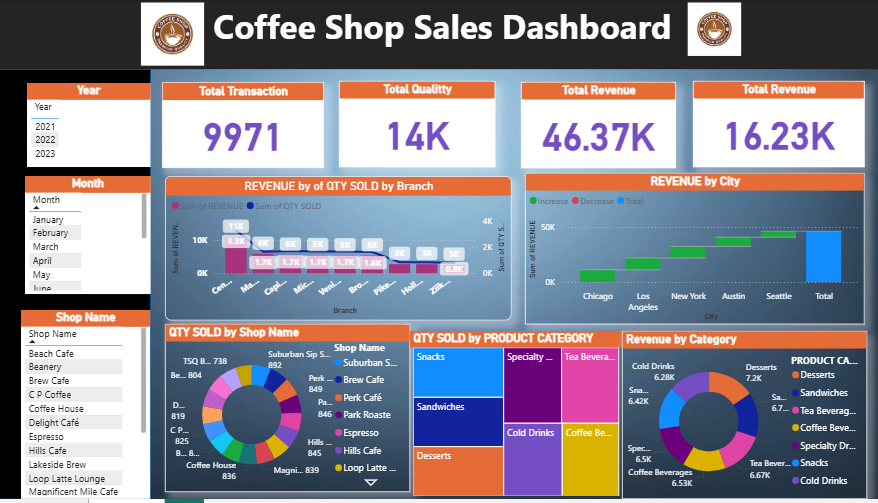 Coffee Shop Sales Dashboard
COFFEE SHOP
COFFEE SHOP
Year
Year
2021
2022
2023
Month
Month
January
February
March
April
May
June
Shop Name
Shop Name
Beach Cafe
Beanery
Brew Cafe
C P Coffee
Coffee House
Delight Café
Espresso
Hills Cafe
Lakeside Brew
Loop Latte Lounge
Magnificent Mile Cafe
Total Transaction
9971
Total Qualitty
14K
Total Revenue
46.37K
Total Revenue
16.23K
REVENUE by of QTY SOLD by Branch
Sum of REVENUE Sum of QTY SOLD
Sum of REVEN...
10K
0K
11K
6K
6K
5K
5K
5K
3K
3K
3K
3.3K
1.7K
1.7K
1.7K
1.7K
1.6K
0.8K
4K
2K
0K
Sum of QTY S...
Cen...
Ma...
Capi...
Mic...
Veni...
Bro...
Pike...
Holl...
Zilk...
Branch
REVENUE by City
Increase Decrease Total
Sum of REVENUE
50K
0K
Chicago
Los
Angeles
New York
Austin
Seattle
Total
City
QTY SOLD by Shop Name
TSQ B... 738
Be... 804
D...
819
C P...
825
B... 8...
Coffee House
836
Magni... 839
Hills ...
845
Pa...
846
Perk ...
849
Suburban Sip S...
892
Shop Name
Suburban S...
Brew Cafe
Perk Café
Park Roaste
Espresso
Hills Cafe
Loop Latte ...
QTY SOLD by PRODUCT CATEGORY
Snacks
Sandwiches
Desserts
Specialty ...
Cold Drinks
Tea Bevera...
Coffee Be...
Revenue by Category
Cold Drinks
6.28K
Sna...
6.42K
Spec...
6.5K
Coffee Beverages
6.53K
Tea Bever...
6.67K
Sa...
6.7...
Desserts
7.2K
PRODUCT CA...
Desserts
Sandwiches
Tea Beverag...
Coffee Beve...
Specialty Dr...
Snacks
Cold Drinks